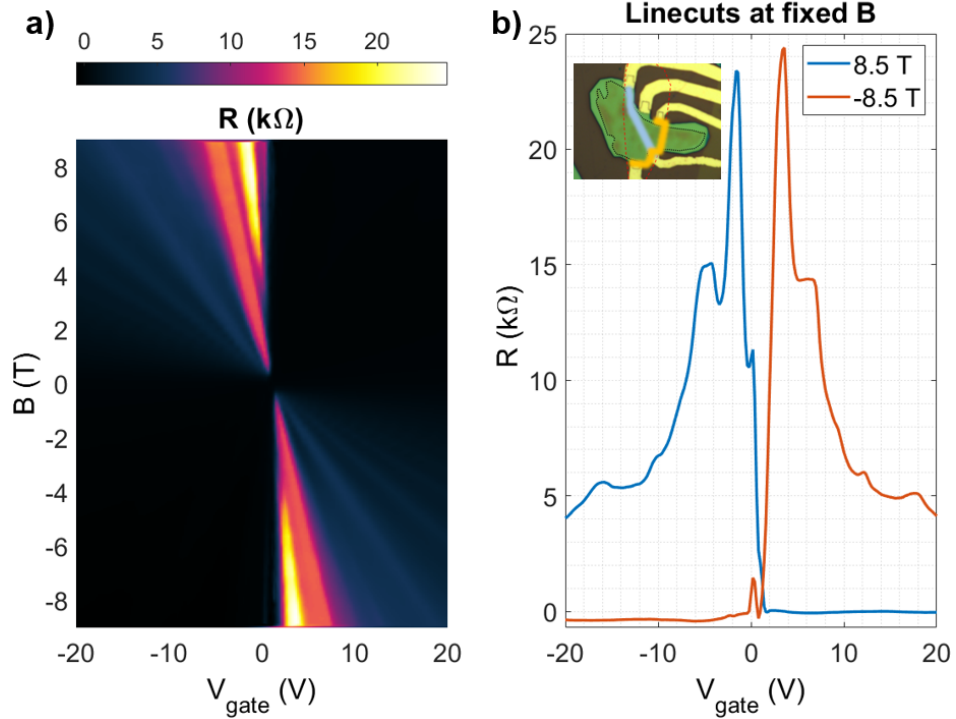 a)
0 5 10 15 20
R (kΩ)
8
6
4
2
0
-2
-4
-6
-8
B (T)
-20 -10 0 10 20
V_gate (V)
b)
Linecuts at fixed B
8.5 T
-8.5 T
25
20
15
10
5
0
R (kΩ)
-20 -10 0 10 20
V_gate (V)